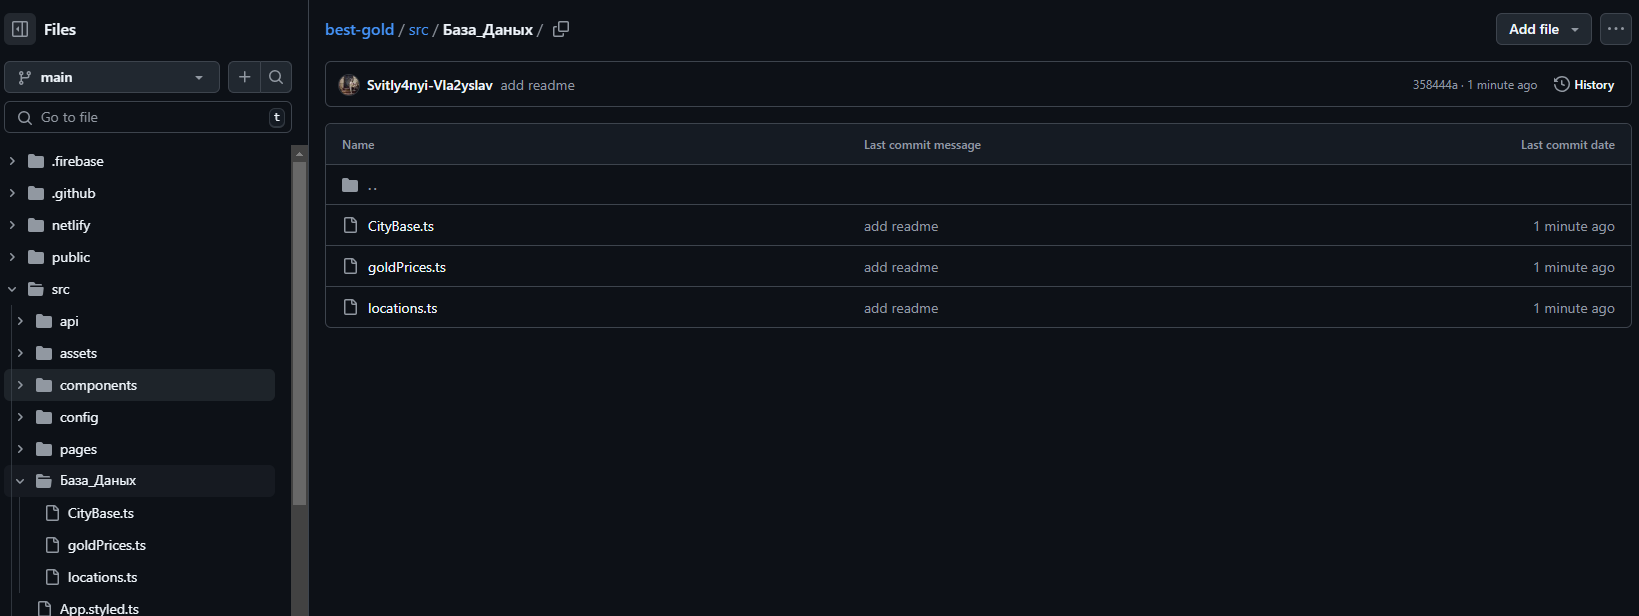 Files
main
Go to file
t
.firebase
.github
netlify
public
src
api
assets
components
config
pages
База_Даных
CityBase.ts
goldPrices.ts
locations.ts
App.styled.ts
best-gold / src / База_Даных /
Add file
Svitly4nyi-Vla2yslav add readme
358444a · 1 minute ago
History
Name Last commit message Last commit date
..
CityBase.ts add readme 1 minute ago
goldPrices.ts add readme 1 minute ago
locations.ts add readme 1 minute ago